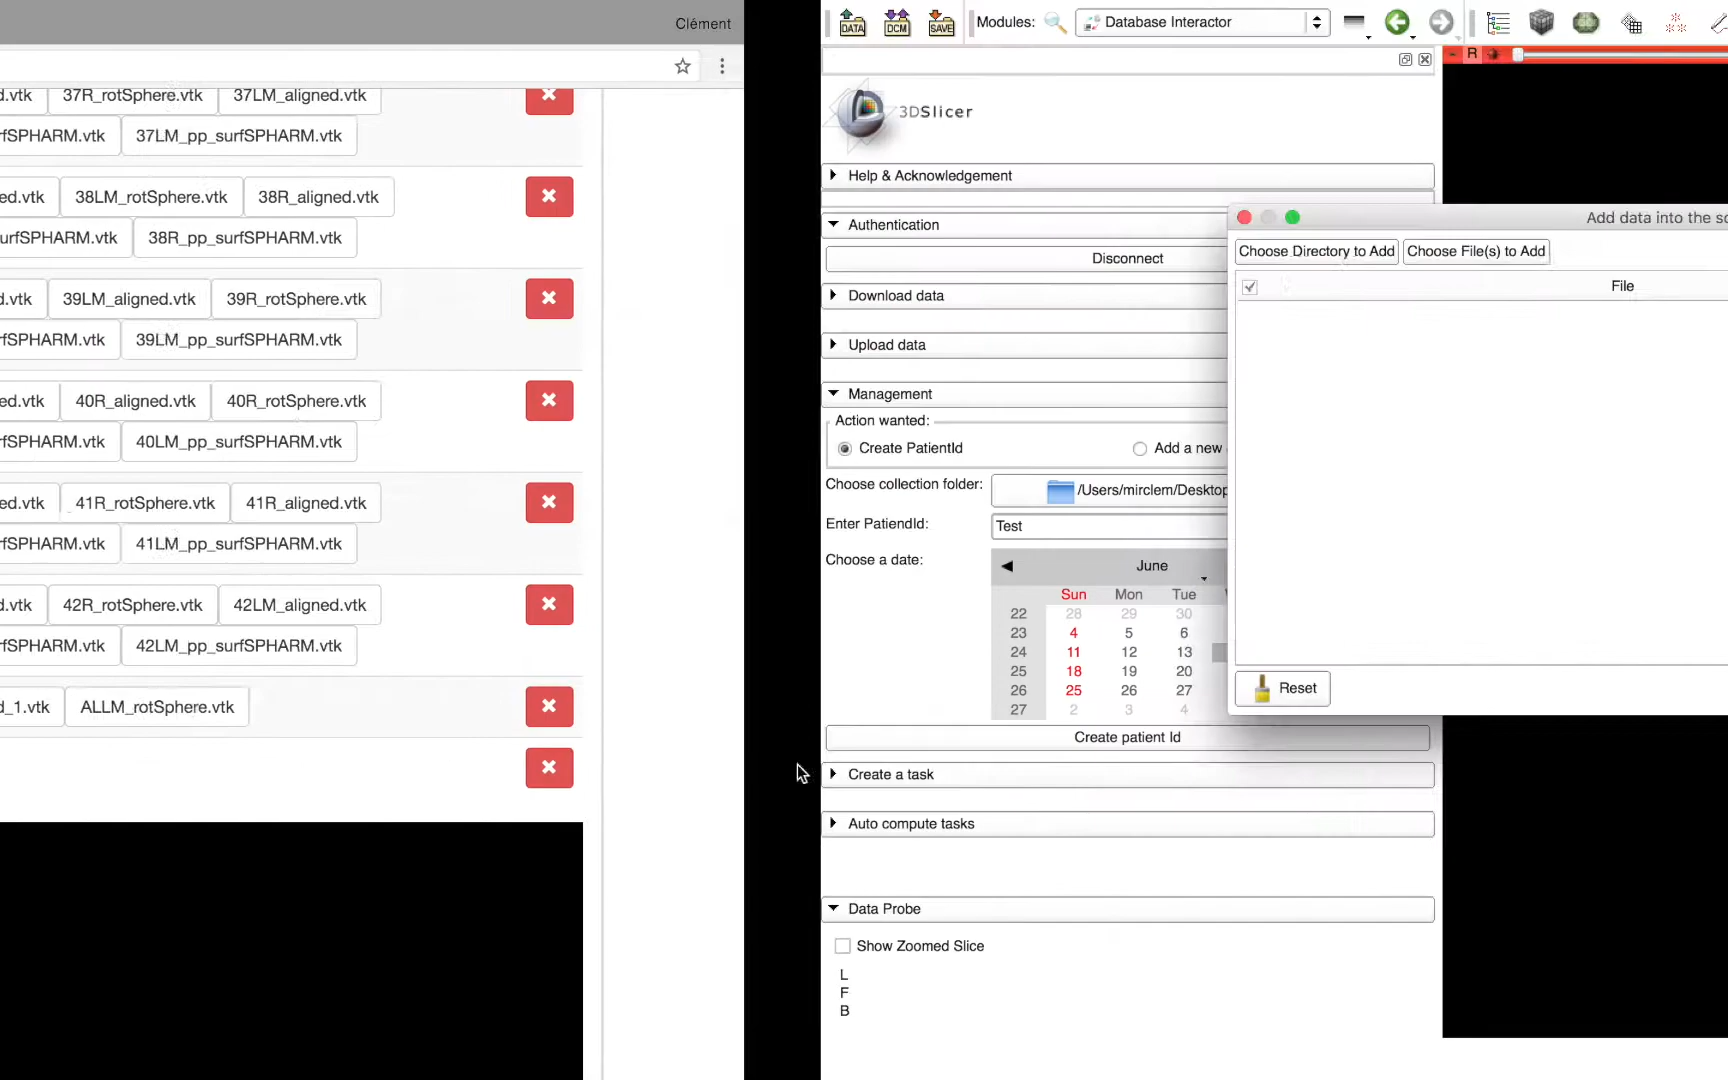 Clément
d.vtk 37R_rotSphere.vtk 37LM_aligned.vtk
rfSPHARM.vtk 37LM_pp_surfSPHARM.vtk
ed.vtk 38LM_rotSphere.vtk 38R_aligned.vtk
urfSPHARM.vtk 38R_pp_surfSPHARM.vtk
d.vtk 39LM_aligned.vtk 39R_rotSphere.vtk
rfSPHARM.vtk 39LM_pp_surfSPHARM.vtk
ed.vtk 40R_aligned.vtk 40R_rotSphere.vtk
rfSPHARM.vtk 40LM_pp_surfSPHARM.vtk
ed.vtk 41R_rotSphere.vtk 41R_aligned.vtk
rfSPHARM.vtk 41LM_pp_surfSPHARM.vtk
d.vtk 42R_rotSphere.vtk 42LM_aligned.vtk
rfSPHARM.vtk 42LM_pp_surfSPHARM.vtk
d_1.vtk ALLM_rotSphere.vtk
DATA DCM SAVE Modules: Database Interactor
R
3DSlicer
Help & Acknowledgement
Authentication
Disconnect
Download data
Upload data
Management
Action wanted:
Create PatientId Add a new
Choose collection folder: /Users/mirclem/Desktop
Enter PatiendId: Test
Choose a date:
June
Sun Mon Tue
22 28 29 30
23 4 5 6
24 11 12 13
25 18 19 20
26 25 26 27
27 2 3 4
Create patient Id
Create a task
Auto compute tasks
Data Probe
Show Zoomed Slice
L
F
B
Add data into the sc
Choose Directory to Add Choose File(s) to Add
File
Reset